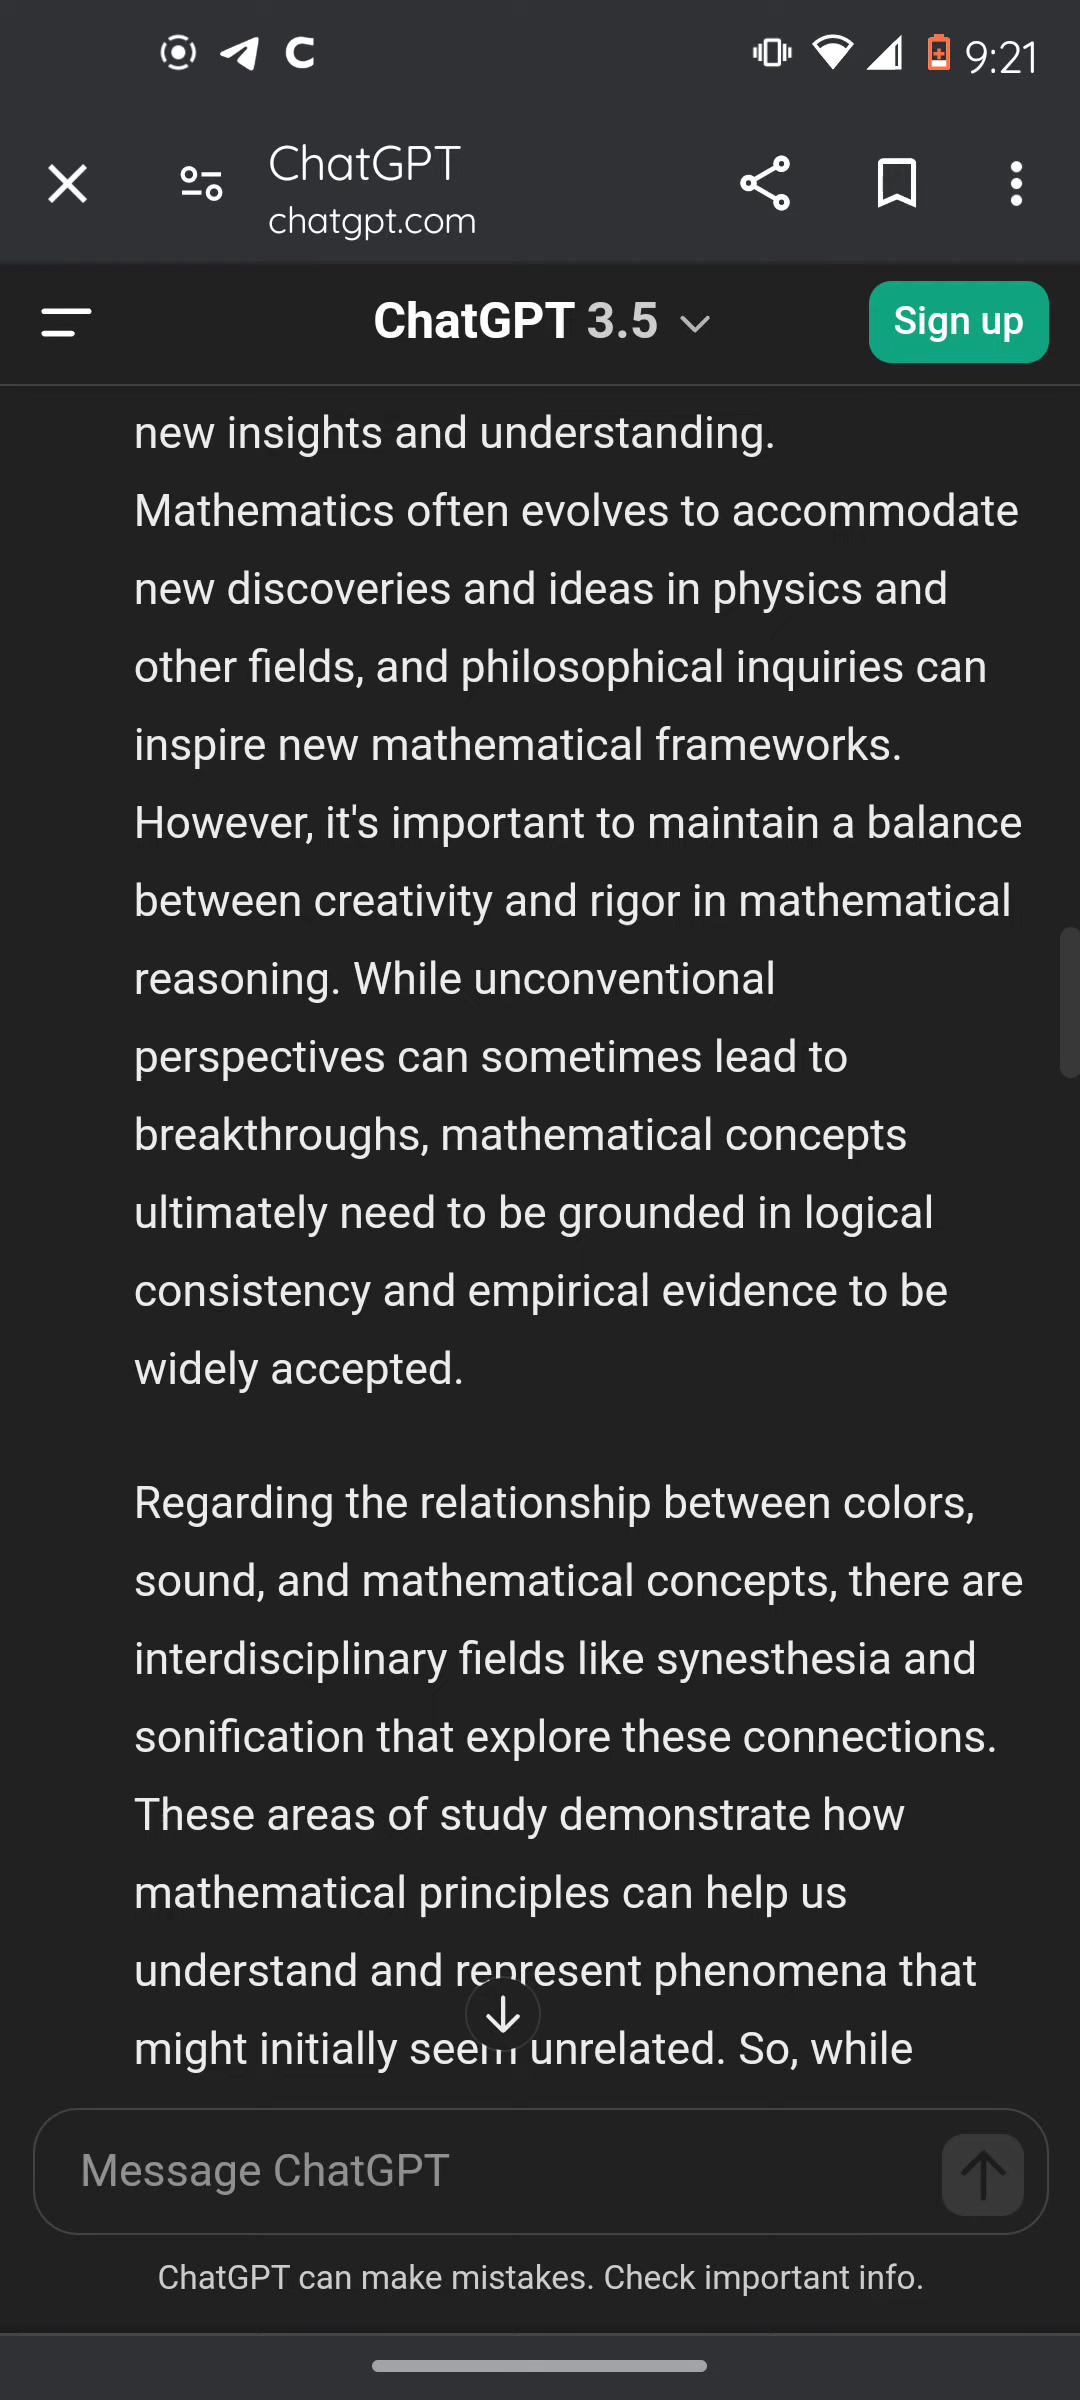 9:21
ChatGPT
chatgpt.com
ChatGPT 3.5
Sign up
new insights and understanding.
Mathematics often evolves to accommodate
new discoveries and ideas in physics and
other fields, and philosophical inquiries can
inspire new mathematical frameworks.
However, it's important to maintain a balance
between creativity and rigor in mathematical
reasoning. While unconventional
perspectives can sometimes lead to
breakthroughs, mathematical concepts
ultimately need to be grounded in logical
consistency and empirical evidence to be
widely accepted.
Regarding the relationship between colors,
sound, and mathematical concepts, there are
interdisciplinary fields like synesthesia and
sonification that explore these connections.
These areas of study demonstrate how
mathematical principles can help us
understand and represent phenomena that
might initially seem unrelated. So, while
Message ChatGPT
ChatGPT can make mistakes. Check important info.